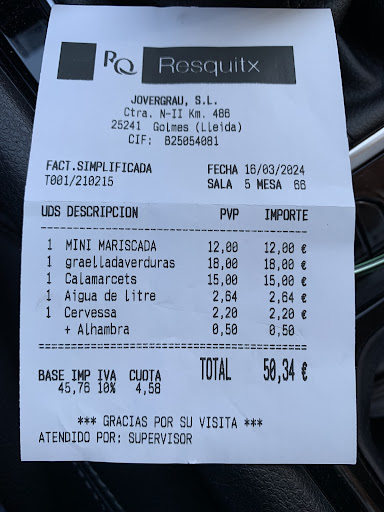 PQ Resquitx
JOVERGRAU, S.L.
Ctra. N-II Km. 486
25241 Golmes (Lleida)
CIF: B25054081
FACT.SIMPLIFICADA FECHA 16/03/2024
T001/210215 SALA 5 MESA 66
UDS DESCRIPCION PVP IMPORTE
1 MINI MARISCADA 12,00 12,00 €
1 graelladaverduras 18,00 18,00 €
1 Calamarcets 15,00 15,00 €
1 Aigua de litre 2,64 2,64 €
1 Cervessa 2,20 2,20 €
+ Alhambra 0,50 0,50
BASE IMP IVA CUOTA TOTAL 50,34 €
45,76 10% 4,58
*** GRACIAS POR SU VISITA ***
ATENDIDO POR: SUPERVISOR